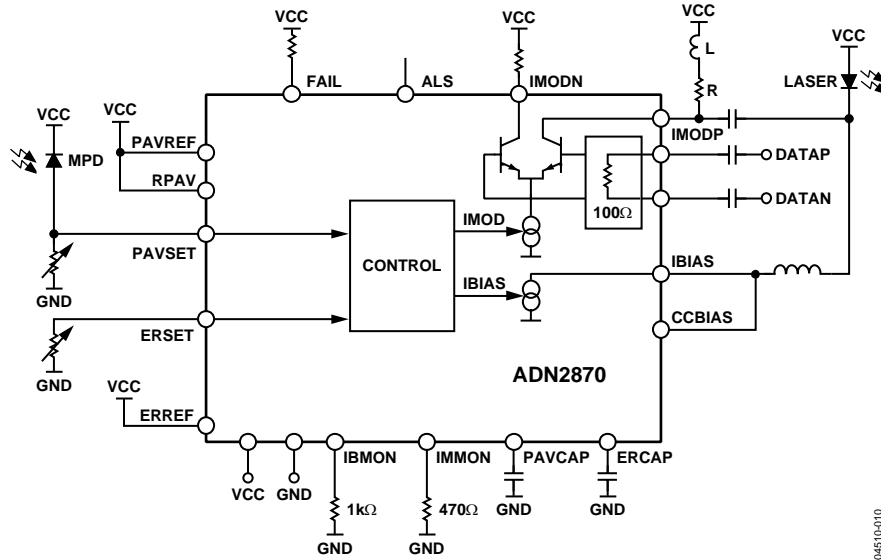 VCC
VCC
VCC
VCC
FAIL
ALS
IMODN
L
R
LASER
IMODP
VCC
VCC
MPD
PAVREF
RPAV
DATAP
DATAN
100Ω
PAVSET
GND
CONTROL
IMOD
IBIAS
IBIAS
CCBIAS
ERSET
GND
VCC
ERREF
ADN2870
IBMON
IMMON
PAVCAP
ERCAP
VCC
GND
1kΩ
470Ω
GND
GND
GND
GND
04510-010